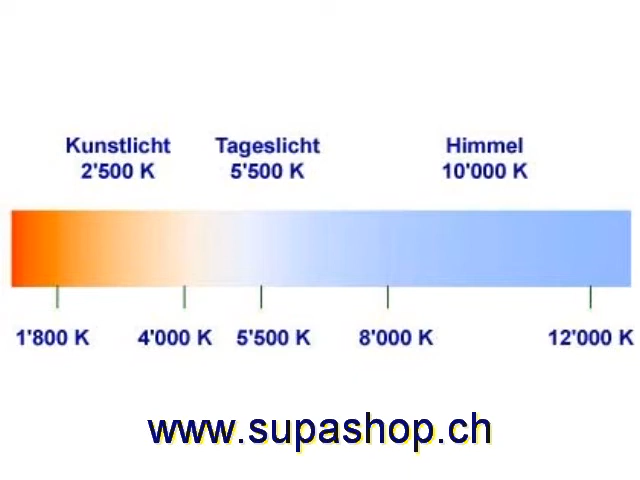 Kunstlicht Tageslicht Himmel
2'500 K 5'500 K 10'000 K
1'800 K 4'000 K 5'500 K 8'000 K 12'000 K
www.supashop.ch